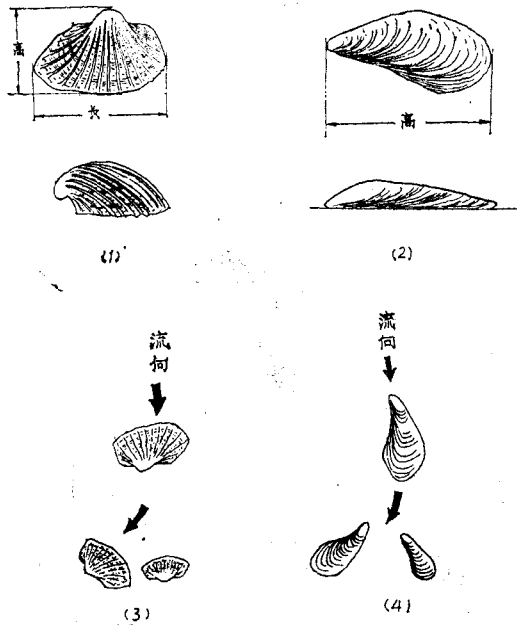 高
长
高
(1)
(2)
流
向
流
向
(3)
(4)